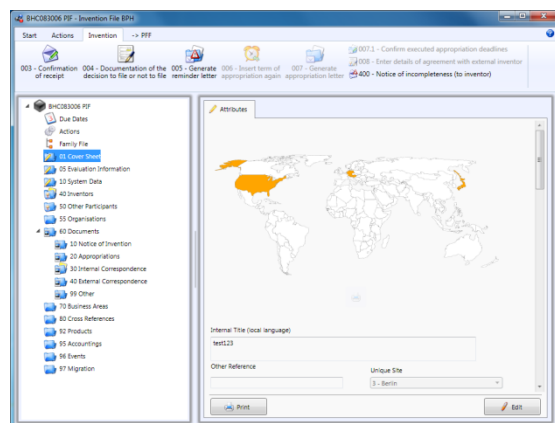 BHC083006 PIF - Invention File BPH
Start Actions Invention -> PFF
003 - Confirmation of receipt
004 - Documentation of the decision to file or not to file
005 - Generate reminder letter
006 - Insert term of appropriation again
007 - Generate appropriation letter
007.1 - Confirm executed appropriation deadlines
008 - Enter details of agreement with external inventor
400 - Notice of incompleteness (to inventor)
BHC083006 PIF
Due Dates
Actions
Family File
01 Cover Sheet
05 Evaluation Information
10 System Data
40 Inventors
50 Other Participants
55 Organisations
60 Documents
10 Notice of Invention
20 Appropriations
30 Internal Correspondence
40 External Correspondence
99 Other
70 Business Areas
80 Cross References
92 Products
95 Accountings
96 Events
97 Migration
Attributes
Internal Title (local language)
test123
Other Reference
Unique Site
3 - Berlin
Print
Edit